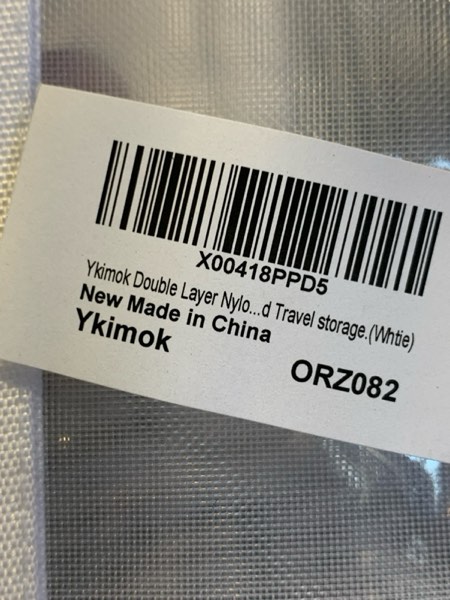 X00418PPD5
Ykimok Double Layer Nylo...d Travel storage.(Whtie)
New Made in China
Ykimok
ORZ082